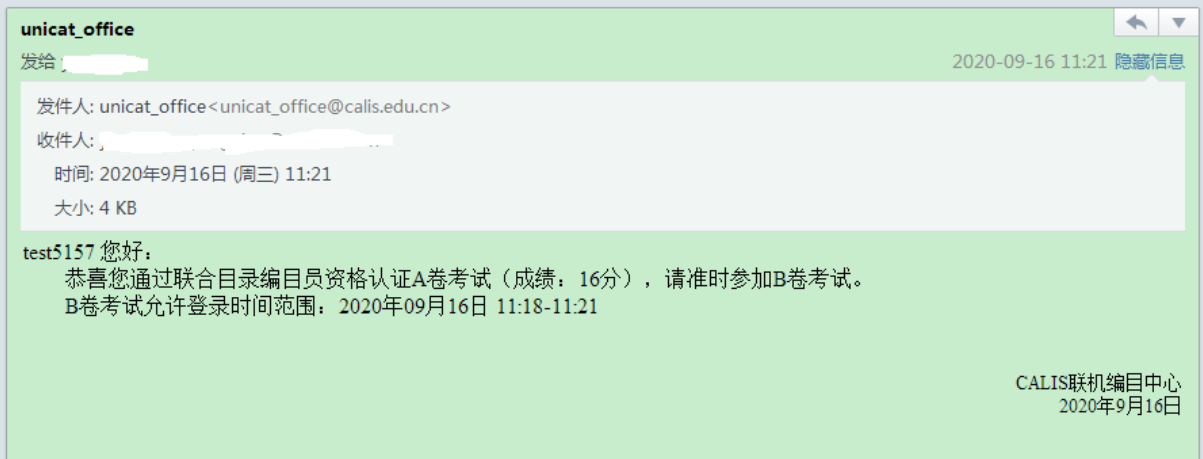 unicat_office
发给
2020-09-16 11:21 隐藏信息
发件人: unicat_office<unicat_office@calis.edu.cn>
收件人:
时间: 2020年9月16日 (周三) 11:21
大小: 4 KB
test5157 您好：
恭喜您通过联合目录编目员资格认证A卷考试（成绩：16分），请准时参加B卷考试。
B卷考试允许登录时间范围：2020年09月16日 11:18-11:21
CALIS联机编目中心
2020年9月16日